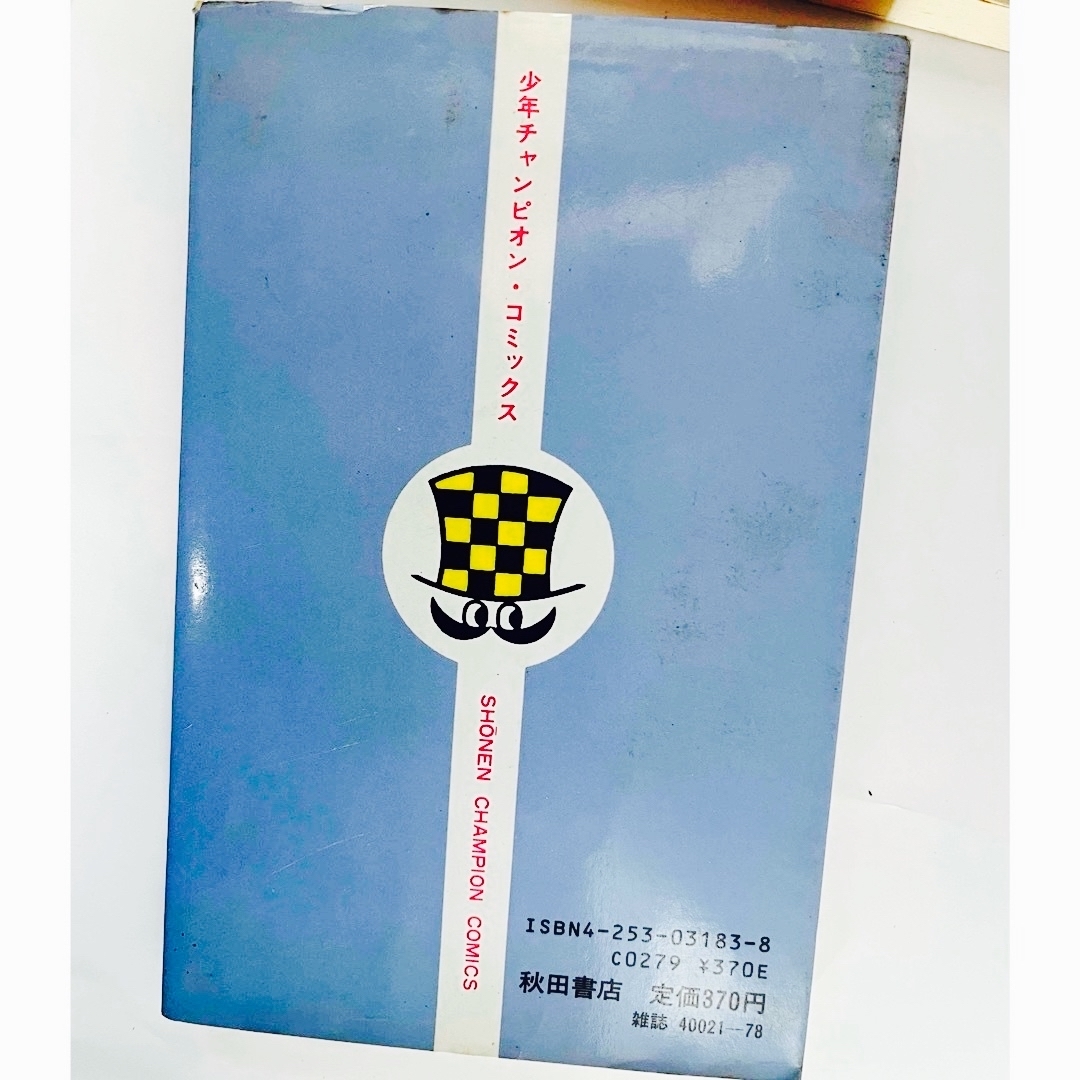 少年チャンピオン・コミックス
SHŌNEN CHAMPION COMICS
ISBN4-253-03183-8
C0279 ¥370E
秋田書店 定価370円
雑誌 40021-78